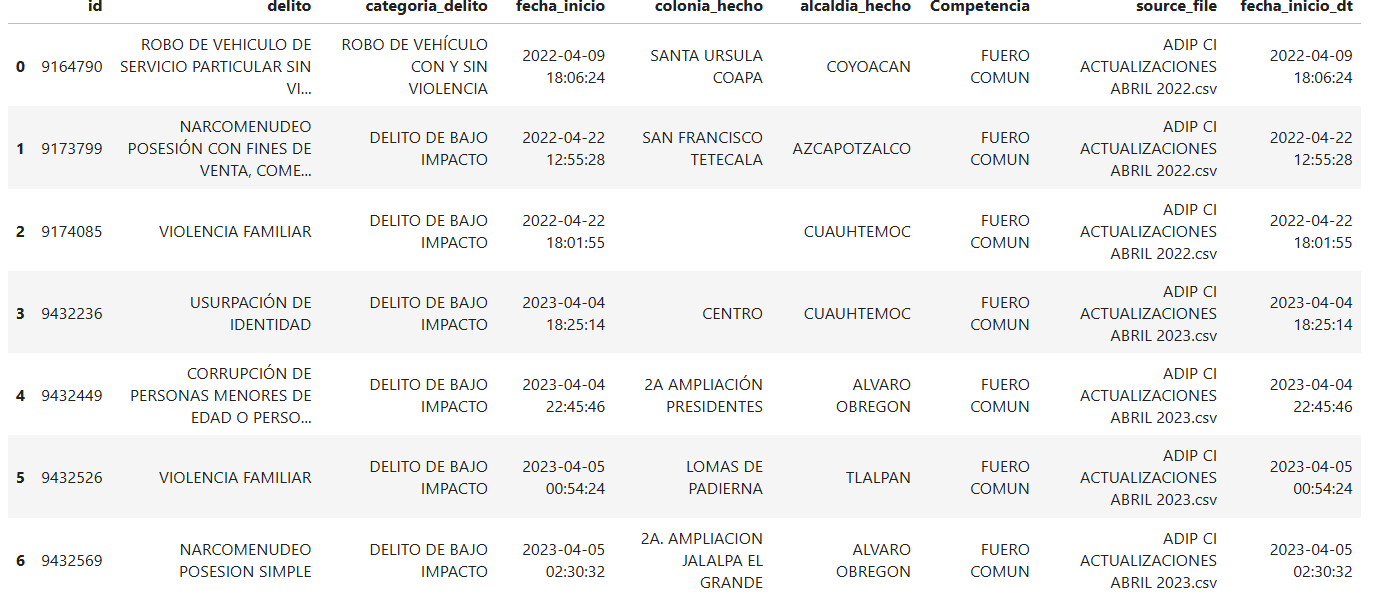 id delito categoria_delito fecha_inicio colonia_hecho alcaldia_hecho Competencia source_file fecha_inicio_dt
0 9164790 ROBO DE VEHICULO DE SERVICIO PARTICULAR SIN VI... ROBO DE VEHÍCULO CON Y SIN VIOLENCIA 2022-04-09 18:06:24 SANTA URSULA COAPA COYOACAN FUERO COMUN ADIP CI ACTUALIZACIONES ABRIL 2022.csv 2022-04-09 18:06:24
1 9173799 NARCOMENUDEO POSESIÓN CON FINES DE VENTA, COME... DELITO DE BAJO IMPACTO 2022-04-22 12:55:28 SAN FRANCISCO TETECALA AZCAPOTZALCO FUERO COMUN ADIP CI ACTUALIZACIONES ABRIL 2022.csv 2022-04-22 12:55:28
2 9174085 VIOLENCIA FAMILIAR DELITO DE BAJO IMPACTO 2022-04-22 18:01:55 CUAUHTEMOC FUERO COMUN ADIP CI ACTUALIZACIONES ABRIL 2022.csv 2022-04-22 18:01:55
3 9432236 USURPACIÓN DE IDENTIDAD DELITO DE BAJO IMPACTO 2023-04-04 18:25:14 CENTRO CUAUHTEMOC FUERO COMUN ADIP CI ACTUALIZACIONES ABRIL 2023.csv 2023-04-04 18:25:14
4 9432449 CORRUPCIÓN DE PERSONAS MENORES DE EDAD O PERSO... DELITO DE BAJO IMPACTO 2023-04-04 22:45:46 2A AMPLIACIÓN PRESIDENTES ALVARO OBREGON FUERO COMUN ADIP CI ACTUALIZACIONES ABRIL 2023.csv 2023-04-04 22:45:46
5 9432526 VIOLENCIA FAMILIAR DELITO DE BAJO IMPACTO 2023-04-05 00:54:24 LOMAS DE PADIERNA TLALPAN FUERO COMUN ADIP CI ACTUALIZACIONES ABRIL 2023.csv 2023-04-05 00:54:24
6 9432569 NARCOMENUDEO POSESION SIMPLE DELITO DE BAJO IMPACTO 2023-04-05 02:30:32 2A. AMPLIACION JALALPA EL GRANDE ALVARO OBREGON FUERO COMUN ADIP CI ACTUALIZACIONES ABRIL 2023.csv 2023-04-05 02:30:32